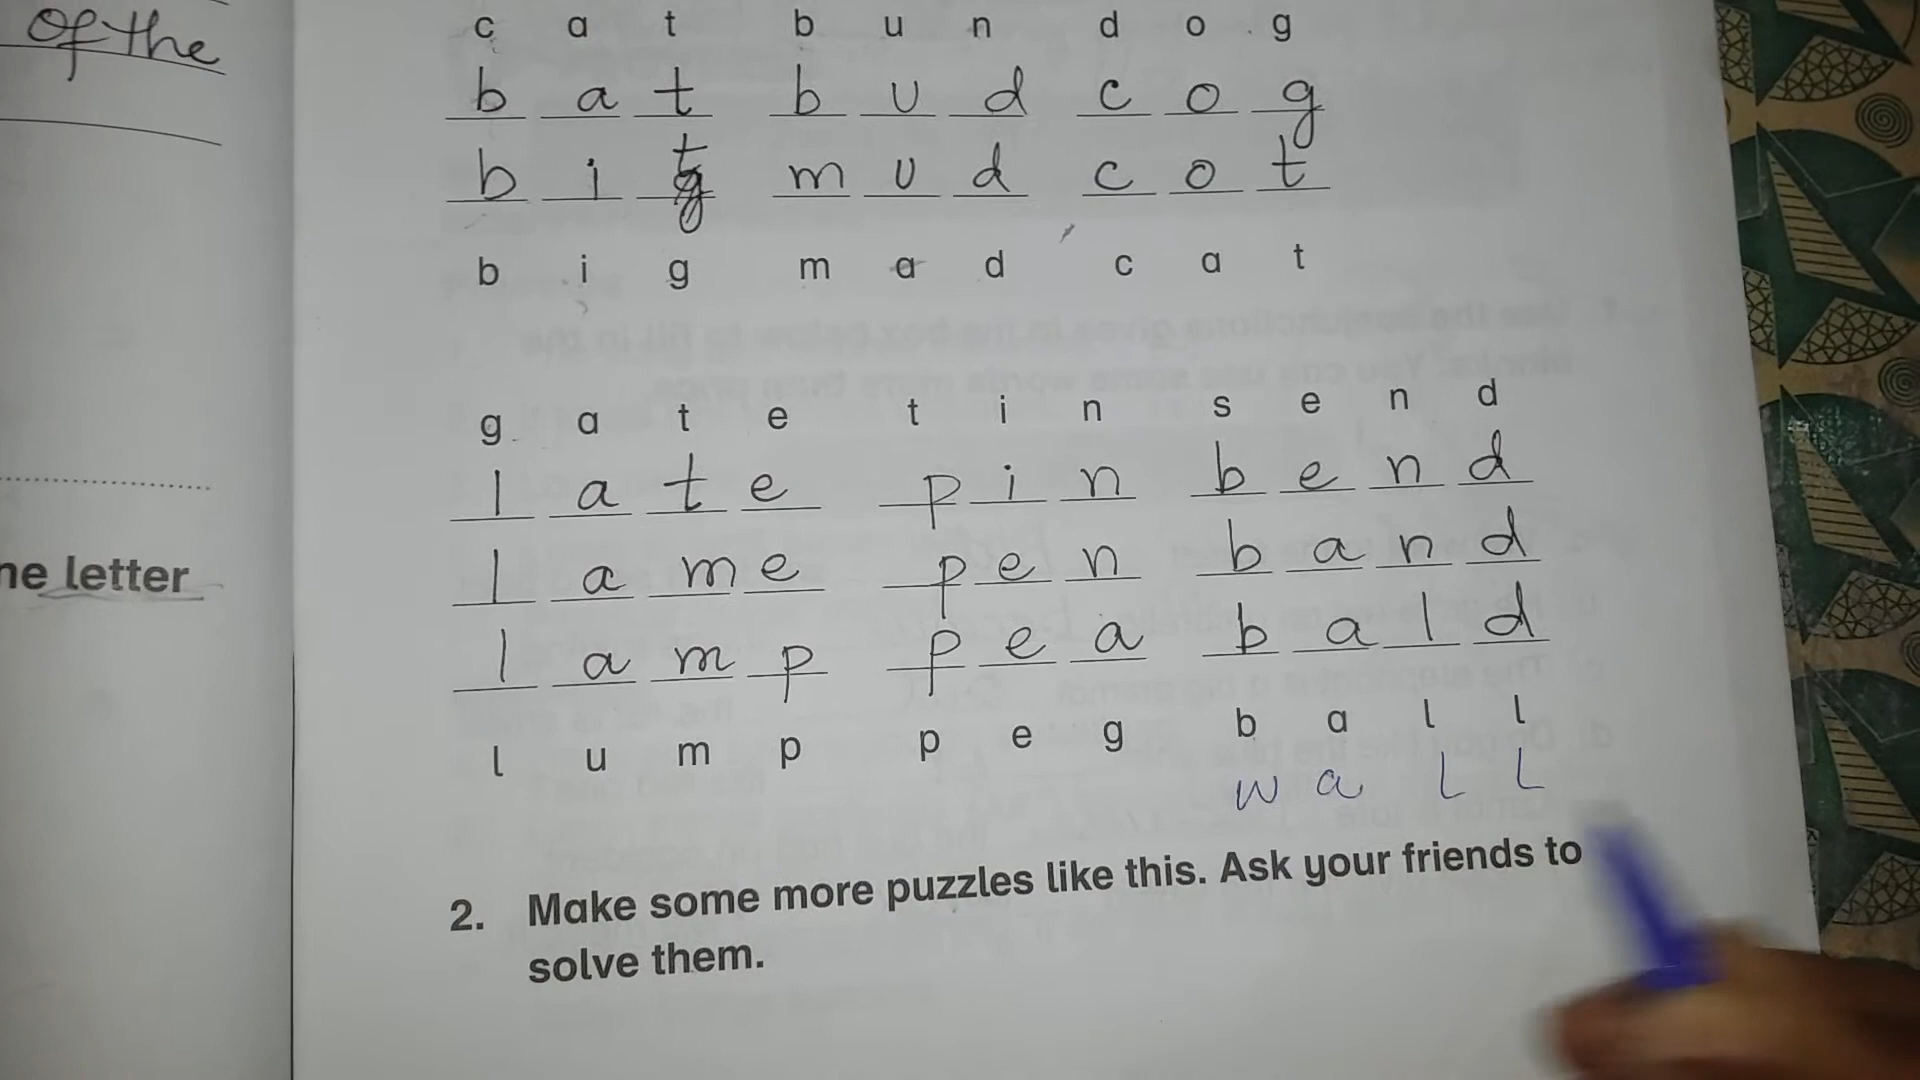 of the
ne letter
c a t b u n d o g
b a t b u d c o g
b i t m u d c o t
b i g m a d c a t
g a t e t i n s e n d
l a t e p i n b e n d
l a m e p e n b a n d
l a m p p e a b a l d
l u m p p e g b a l l
w a l l
2. Make some more puzzles like this. Ask your friends to
solve them.